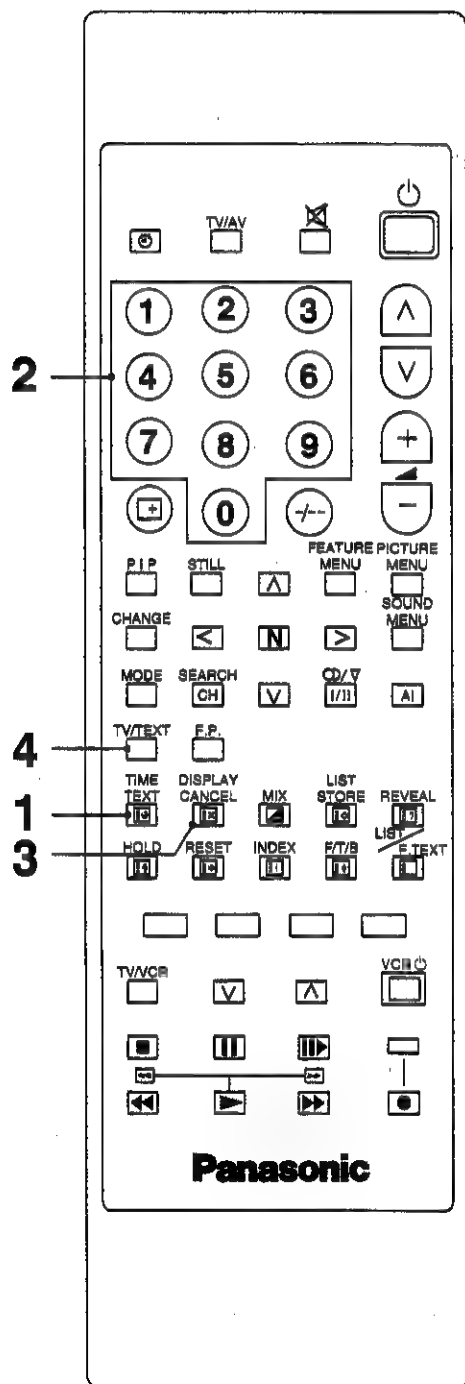 TV/AV
1 2 3
2
4 5 6
7 8 9
0 -/--
FEATURE PICTURE
P I P STILL MENU MENU
CHANGE SOUND
MENU
N
MODE SEARCH CD/
CH I/II AI
TV/TEXT F.P.
4
TIME DISPLAY LIST
TEXT CANCEL MIX STORE REVEAL
1
3
HOLD RESET INDEX F/T/B LIST F.TEXT
TV/VCR VCR
Panasonic